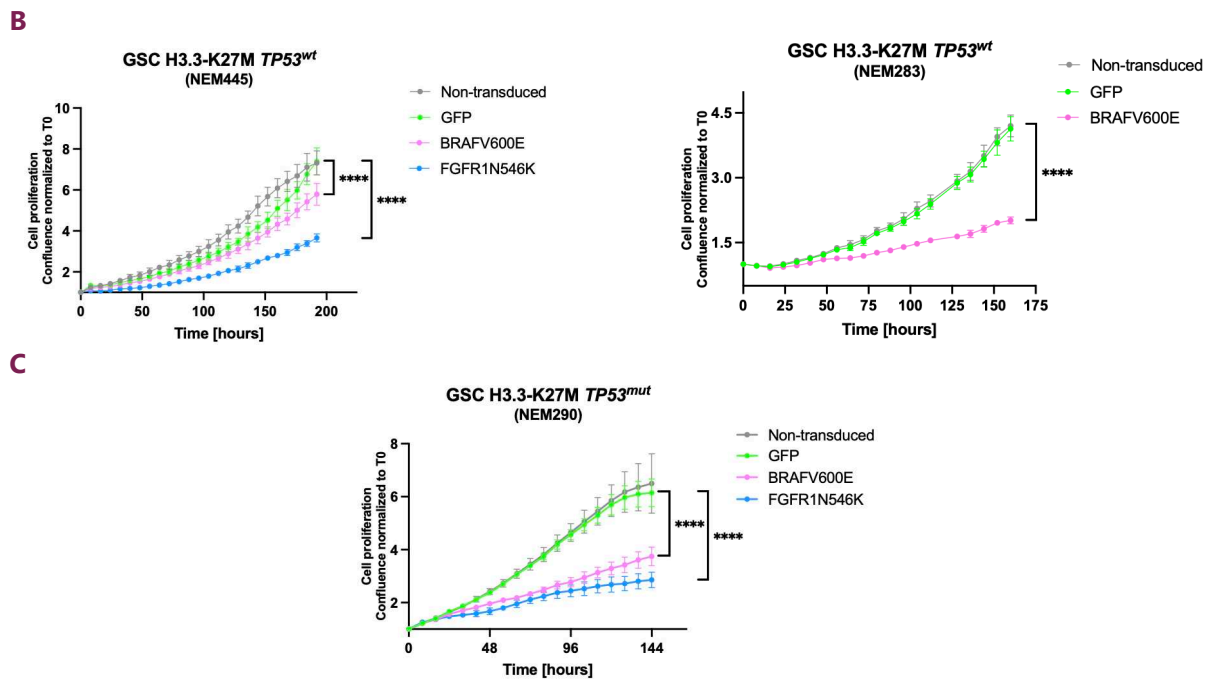 B
GSC H3.3-K27M TP53wt
(NEM445)
Cell proliferation
Confluence normalized to T0
10
8
6
4
2
0
50
100
150
200
Time [hours]
Non-transduced
GFP
BRAFV600E
FGFR1N546K
****
****
GSC H3.3-K27M TP53wt
(NEM283)
Cell proliferation
Confluence normalized to T0
4.5
3.0
1.5
0
25
50
75
100
125
150
175
Time [hours]
Non-transduced
GFP
BRAFV600E
****
C
GSC H3.3-K27M TP53mut
(NEM290)
Cell proliferation
Confluence normalized to T0
8
6
4
2
0
48
96
144
Time [hours]
Non-transduced
GFP
BRAFV600E
FGFR1N546K
****
****